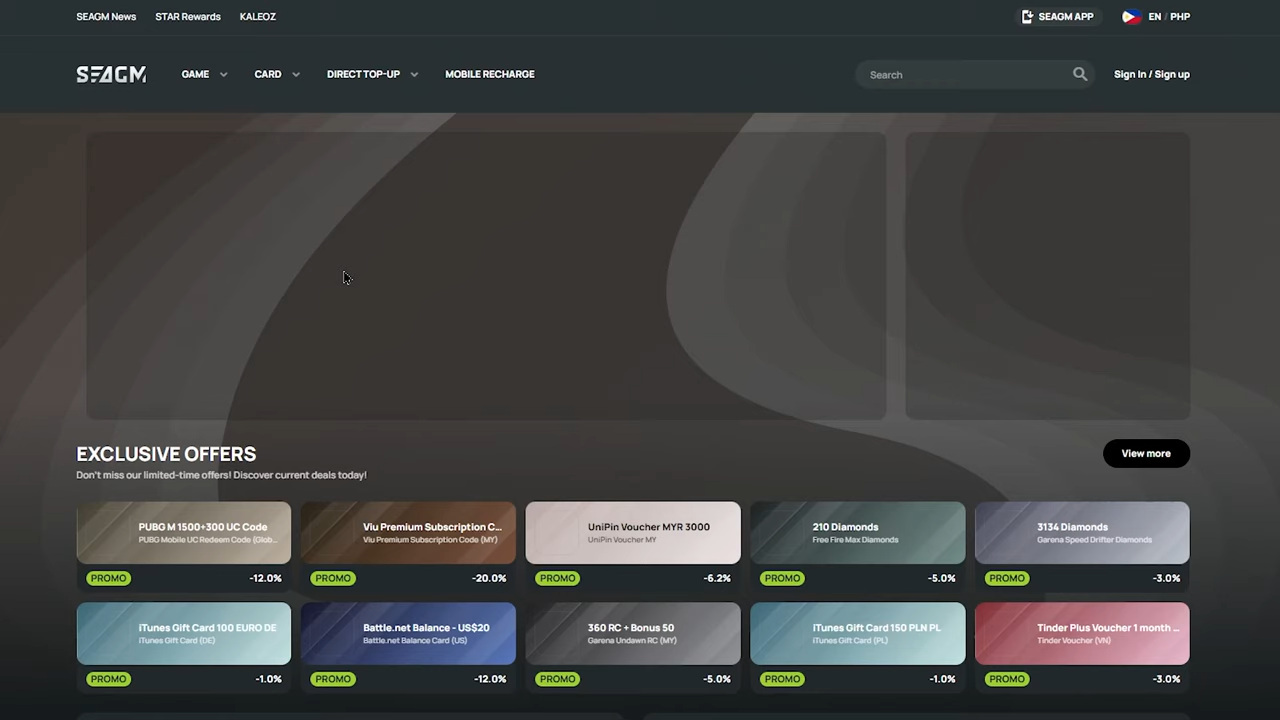 SEAGM News STAR Rewards KALEOZ SEAGM APP EN / PHP
SEAGM GAME CARD DIRECT TOP-UP MOBILE RECHARGE Search Sign In / Sign up
EXCLUSIVE OFFERS
View more
Don't miss our limited-time offers! Discover current deals today!
PUBG M 1500+300 UC Code
PUBG Mobile UC Redeem Code (Glob...
PROMO -12.0%
Viu Premium Subscription C...
Viu Premium Subscription Code (MY)
PROMO -20.0%
UniPin Voucher MYR 3000
UniPin Voucher MY
PROMO -6.2%
210 Diamonds
Free Fire Max Diamonds
PROMO -5.0%
3134 Diamonds
Garena Speed Drifter Diamonds
PROMO -3.0%
iTunes Gift Card 100 EURO DE
iTunes Gift Card (DE)
PROMO -1.0%
Battle.net Balance - US$20
Battle.net Balance Card (US)
PROMO -12.0%
360 RC + Bonus 50
Garena Undawn RC (MY)
PROMO -5.0%
iTunes Gift Card 150 PLN PL
iTunes Gift Card (PL)
PROMO -1.0%
Tinder Plus Voucher 1 month ...
Tinder Voucher (VN)
PROMO -3.0%